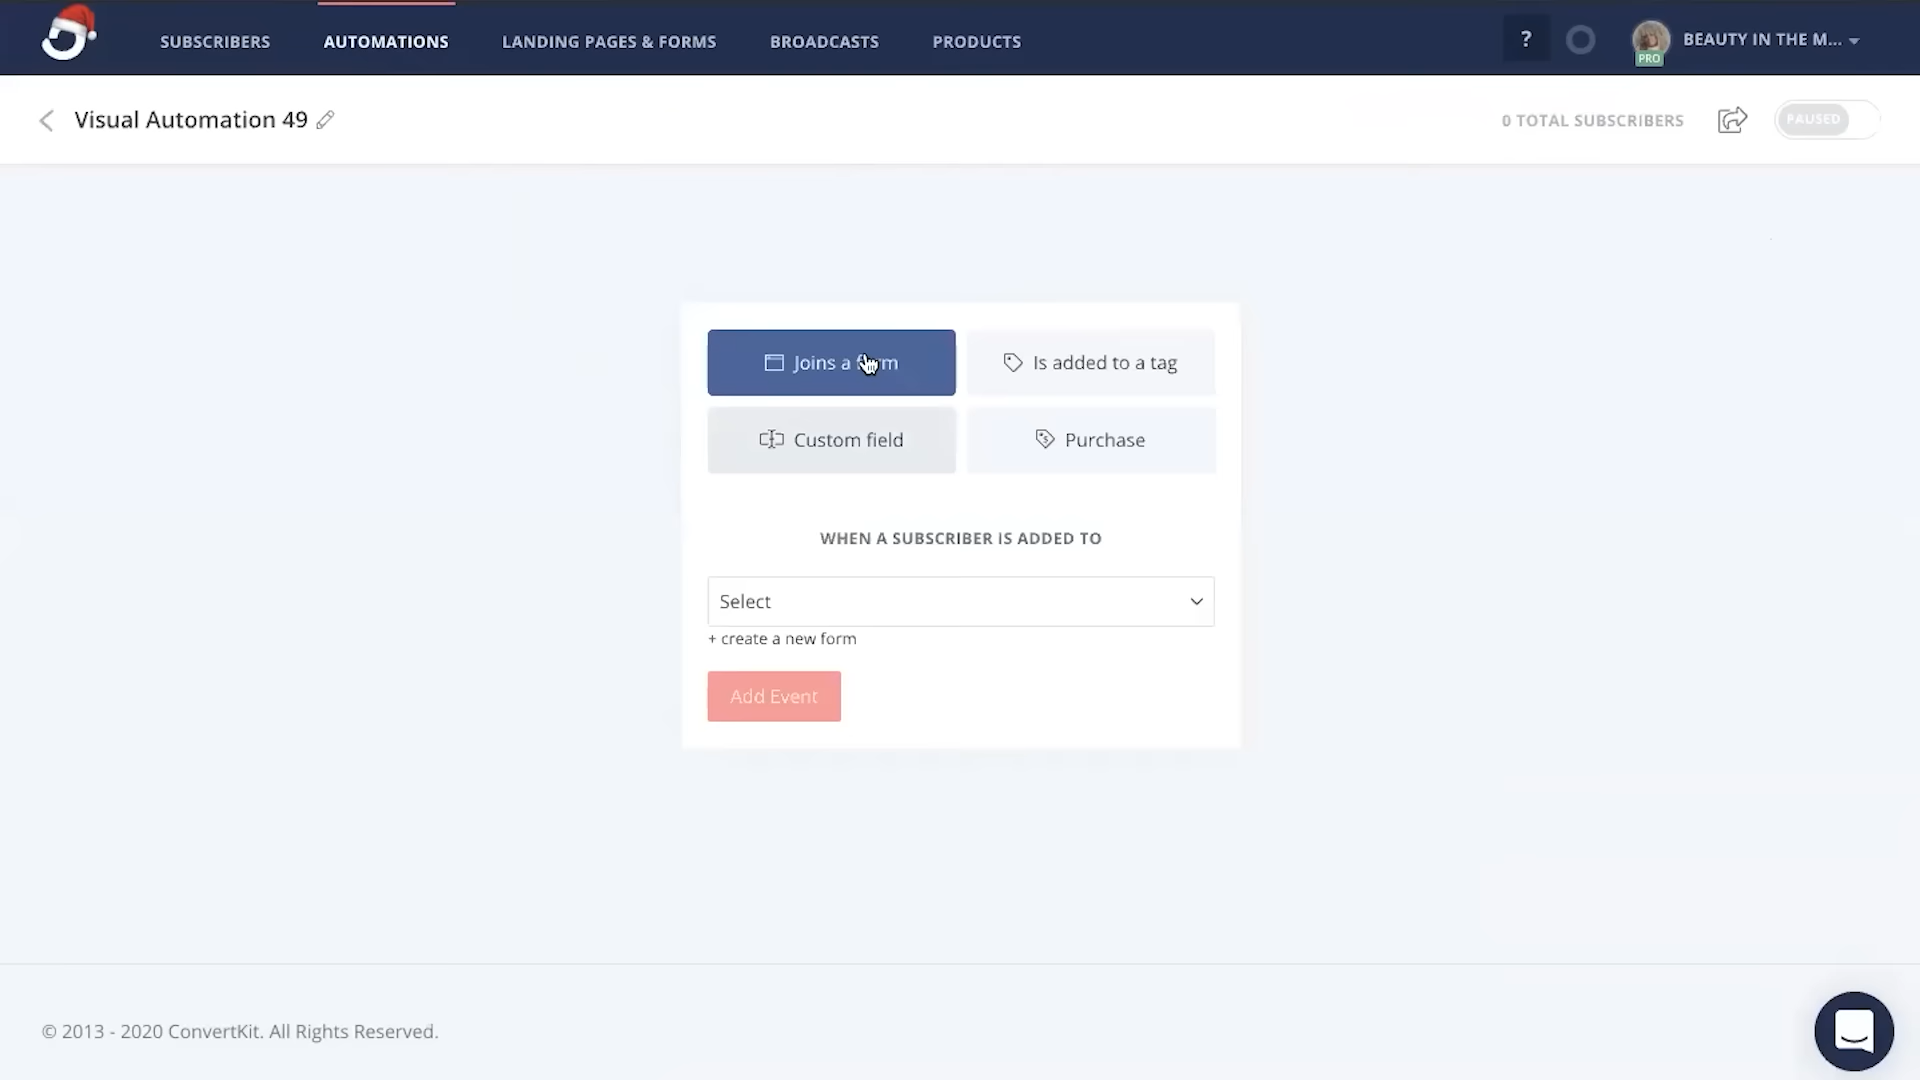 SUBSCRIBERS
AUTOMATIONS
LANDING PAGES & FORMS
BROADCASTS
PRODUCTS
?
PRO
BEAUTY IN THE M...
Visual Automation 49
0 TOTAL SUBSCRIBERS
PAUSED
Joins a form
Is added to a tag
Custom field
Purchase
WHEN A SUBSCRIBER IS ADDED TO
Select
+ create a new form
Add Event
© 2013 - 2020 ConvertKit. All Rights Reserved.